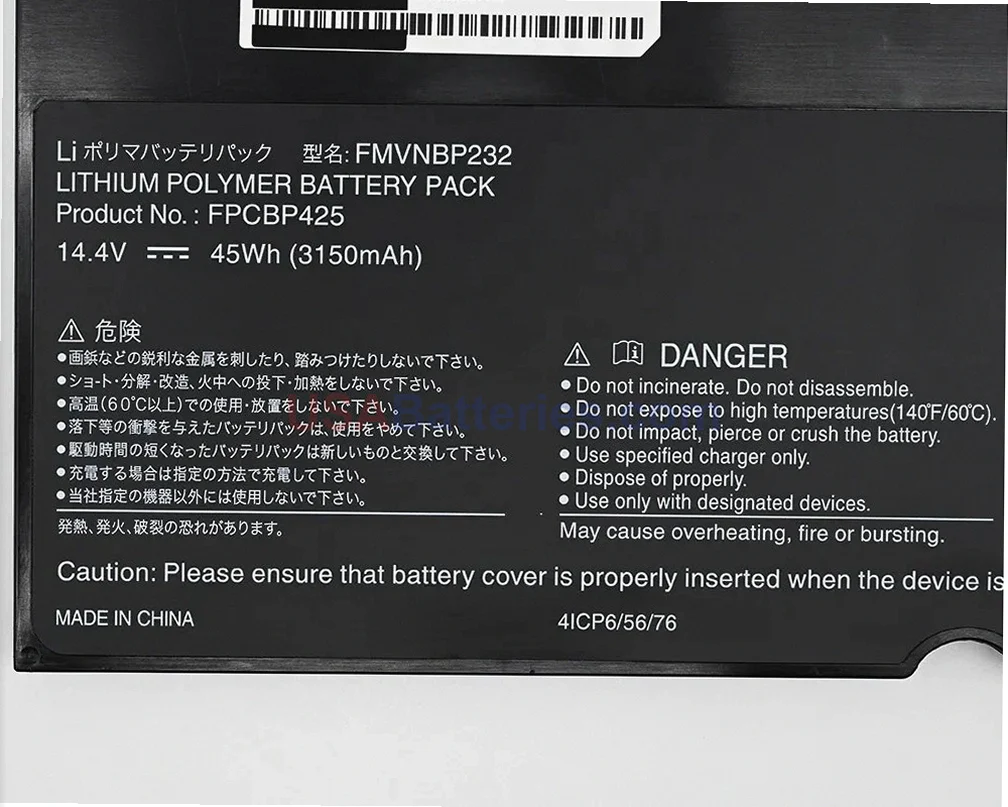 Li ポリマバッテリパック 型名: FMVNBP232
LITHIUM POLYMER BATTERY PACK
Product No. : FPCBP425
14.4V 45Wh (3150mAh)
⚠ 危険
●画鋲などの鋭利な金属を刺したり、踏みつけたりしないで下さい。
●ショート・分解・改造、火中への投下・加熱をしないで下さい。
●高温(60℃以上)での使用・放置をしないで下さい。
●落下等の衝撃を与えたバッテリパックは、使用をやめて下さい。
●駆動時間の短くなったバッテリパックは新しいものと交換して下さい。
●充電する場合は指定の方法で充電して下さい。
●当社指定の機器以外には使用しないで下さい。
発熱、発火、破裂の恐れがあります。
⚠ DANGER
● Do not incinerate. Do not disassemble.
● Do not expose to high temperatures(140°F/60°C).
● Do not impact, pierce or crush the battery.
● Use specified charger only.
● Dispose of properly.
● Use only with designated devices.
May cause overheating, fire or bursting.
USABatteries.com
Caution: Please ensure that battery cover is properly inserted when the device is
MADE IN CHINA
4ICP6/56/76